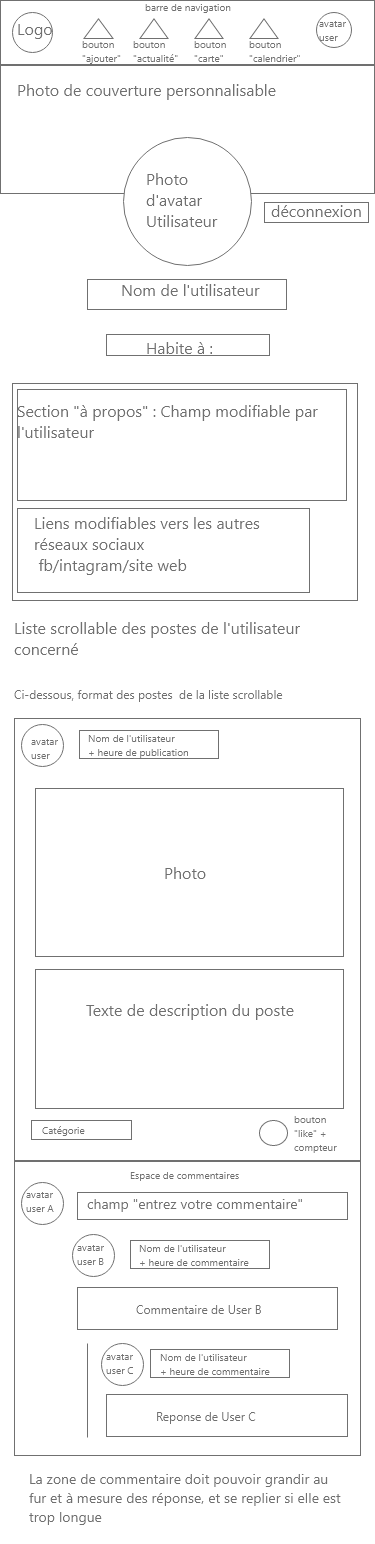 barre de navigation
Logo
avatar
user
bouton
"ajouter"
bouton
"actualité"
bouton
"carte"
bouton
"calendrier"
Photo de couverture personnalisable
Photo
d'avatar
Utilisateur
déconnexion
Nom de l'utilisateur
Habite à :
Section "à propos" : Champ modifiable par
l'utilisateur
Liens modifiables vers les autres
réseaux sociaux
fb/intagram/site web
Liste scrollable des postes de l'utilisateur
concerné
Ci-dessous, format des postes de la liste scrollable
avatar
user
Nom de l'utilisateur
+ heure de publication
Photo
Texte de description du poste
Catégorie
bouton
"like" +
compteur
Espace de commentaires
avatar
user A
champ "entrez votre commentaire"
avatar
user B
Nom de l'utilisateur
+ heure de commentaire
Commentaire de User B
avatar
user C
Nom de l'utilisateur
+ heure de commentaire
Reponse de User C
La zone de commentaire doit pouvoir grandir au
fur et à mesure des réponse, et se replier si elle est
trop longue